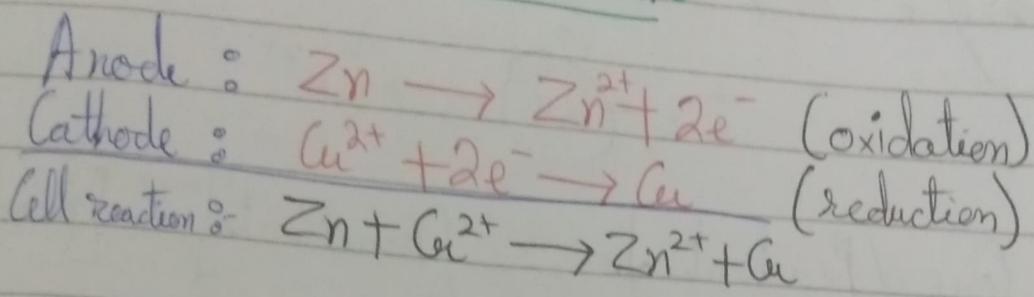 Anode : Zn → Zn²⁺ + 2e⁻ (oxidation)
Cathode : Cu²⁺ + 2e⁻ → Cu (reduction)
Cell reaction :- Zn + Cu²⁺ → Zn²⁺ + Cu